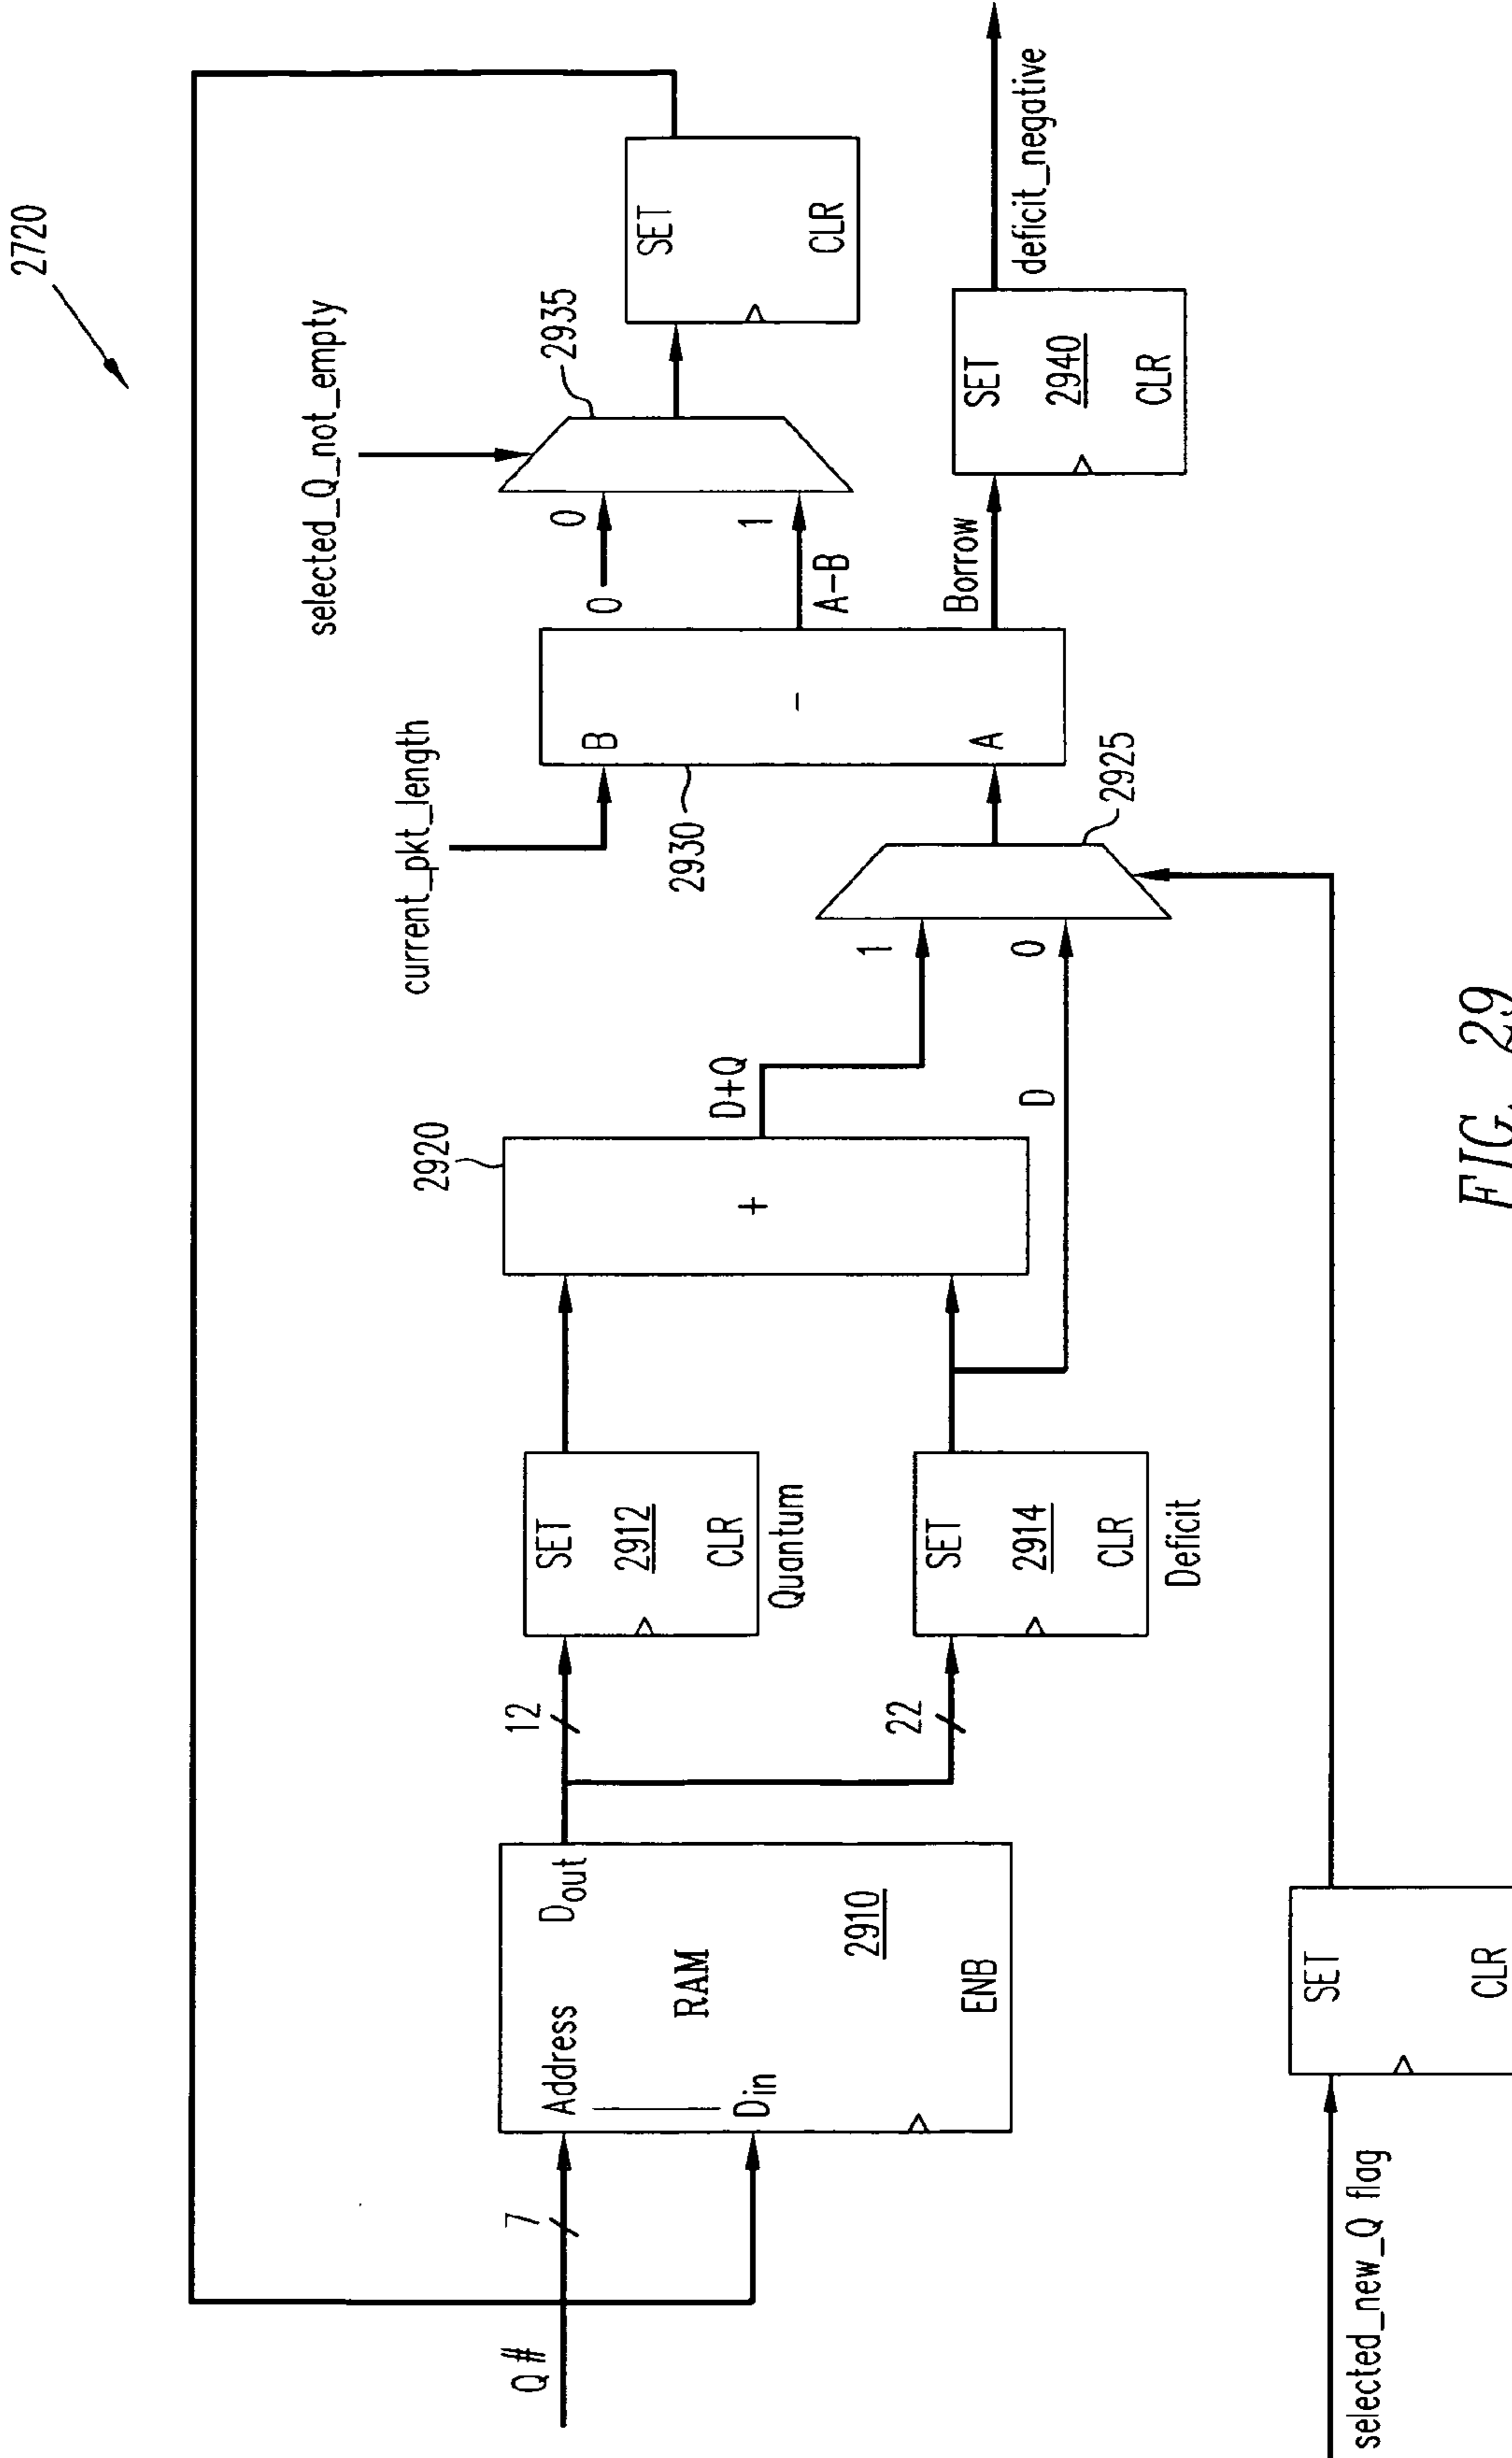 2720
selected_Q_not_empty
2935
SET
CLR
0
0
1
A-B
Borrow
SET
2940
CLR
deficit_negative
current_pkt_length
B
-
A
2930
2925
1
0
D+Q
D
2920
+
SET
2912
CLR
Quantum
SET
2914
CLR
Deficit
12
22
Dout
Address
RAM
2910
Din
ENB
7
Q#
SET
CLR
selected_new_Q flag
FIG. 29